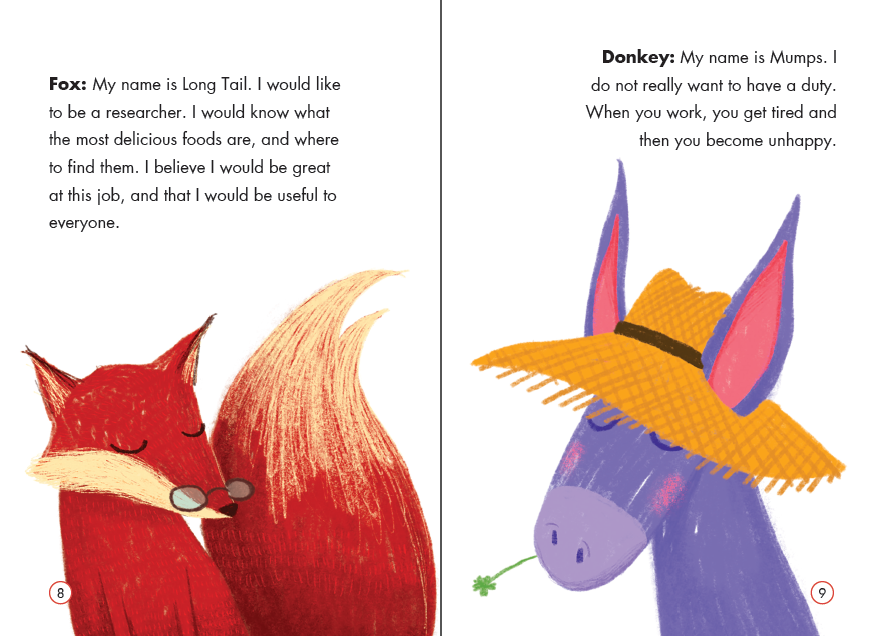 Fox: My name is Long Tail. I would like
to be a researcher. I would know what
the most delicious foods are, and where
to find them. I believe I would be great
at this job, and that I would be useful to
everyone.
8
Donkey: My name is Mumps. I
do not really want to have a duty.
When you work, you get tired and
then you become unhappy.
9